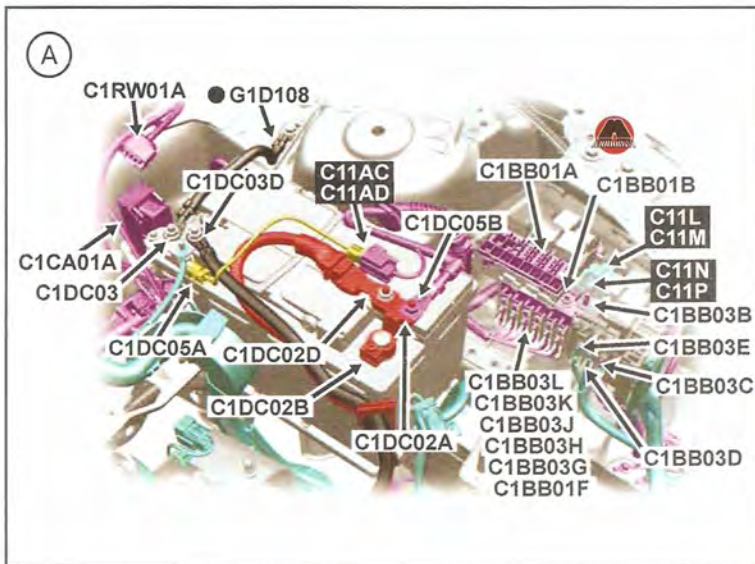 A
C1RW01A
G1D108
C1DC03D
C11AC
C11AD
C1BB01A
C1BB01B
C1DC05B
C11L
C11M
C1CA01A
C11N
C11P
C1DC03
C1BB03B
C1DC05A
C1BB03E
C1DC02D
C1BB03C
C1DC02B
C1BB03L
C1BB03K
C1BB03J
C1BB03H
C1BB03G
C1BB01F
C1DC02A
C1BB03D